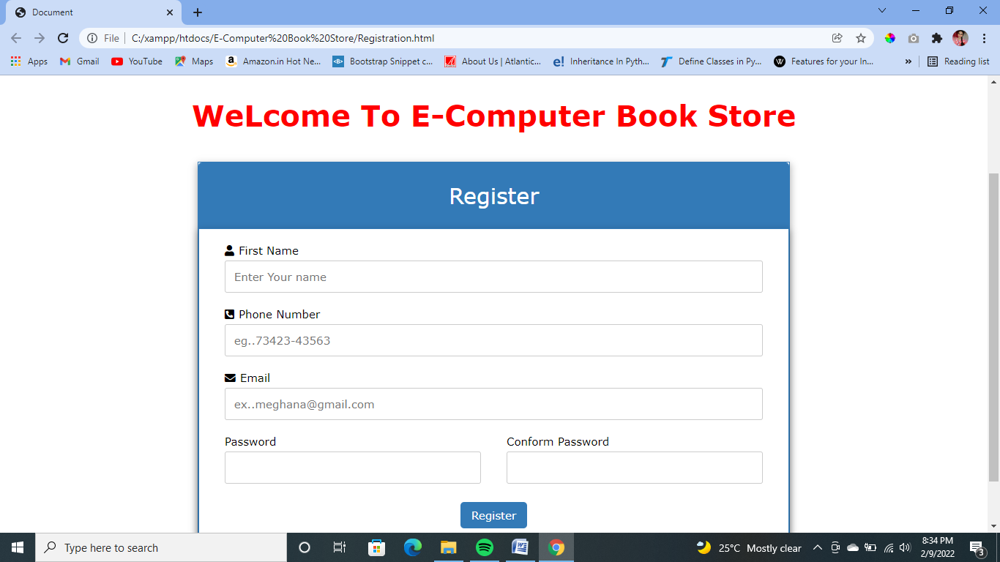 Document
File
C:/xampp/htdocs/E-Computer%20Book%20Store/Registration.html
Apps Gmail YouTube Maps Amazon.in Hot Ne... Bootstrap Snippet c... About Us | Atlantic... Inheritance In Pyth... Define Classes in Py... Features for your In... » Reading list
WeLcome To E-Computer Book Store
Register
First Name
Enter Your name
Phone Number
eg..73423-43563
Email
ex..meghana@gmail.com
Password Conform Password
Register
Type here to search
25°C Mostly clear
8:34 PM
2/9/2022
3